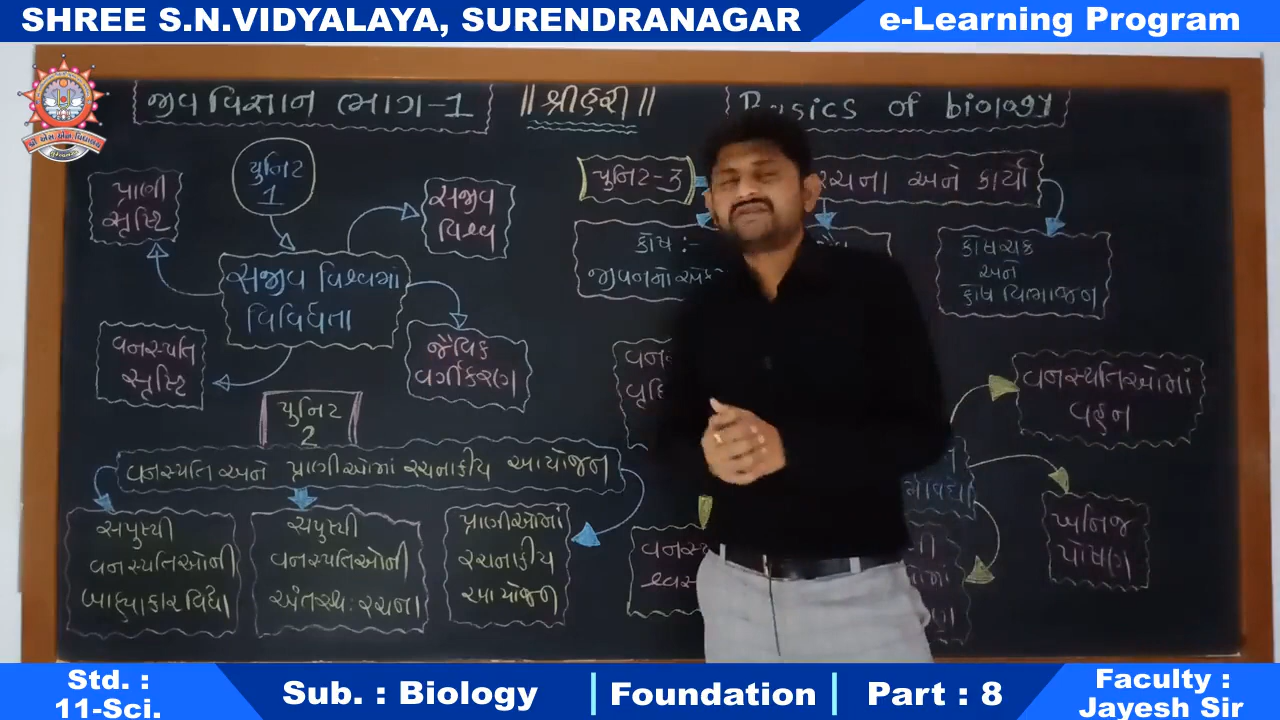 SHREE S.N.VIDYALAYA, SURENDRANAGAR
e-Learning Program
જીવ વિજ્ઞાન ભાગ-1
॥ શ્રી હરી ॥
of biology
યુનિટ
1
પ્રાણી
સૃષ્ટિ
સજીવ
વિશ્વ
સજીવ વિશ્વમાં
વિવિધતા
વનસ્પતિ
સૃષ્ટિ
જૈવિક
વર્ગીકરણ
યુનિટ
2
વનસ્પતિ અને પ્રાણીઓમાં રચનાકીય આયોજન
સપુષ્પી
વનસ્પતિઓની
બાહ્યાકાર વિદ્યા
સપુષ્પી
વનસ્પતિઓની
અંતઃસ્થ રચના
પ્રાણીઓમાં
રચનાકીય
આયોજન
યુનિટ-3
રચના અને કાર્યો
કોષ :-
કોષચક્ર
અને
કોષ વિભાજન
વનસ્પતિઓમાં
વહન
ખનિજ
પોષણ
Std. :
11-Sci.
Sub. : Biology
Foundation
Part : 8
Faculty :
Jayesh Sir